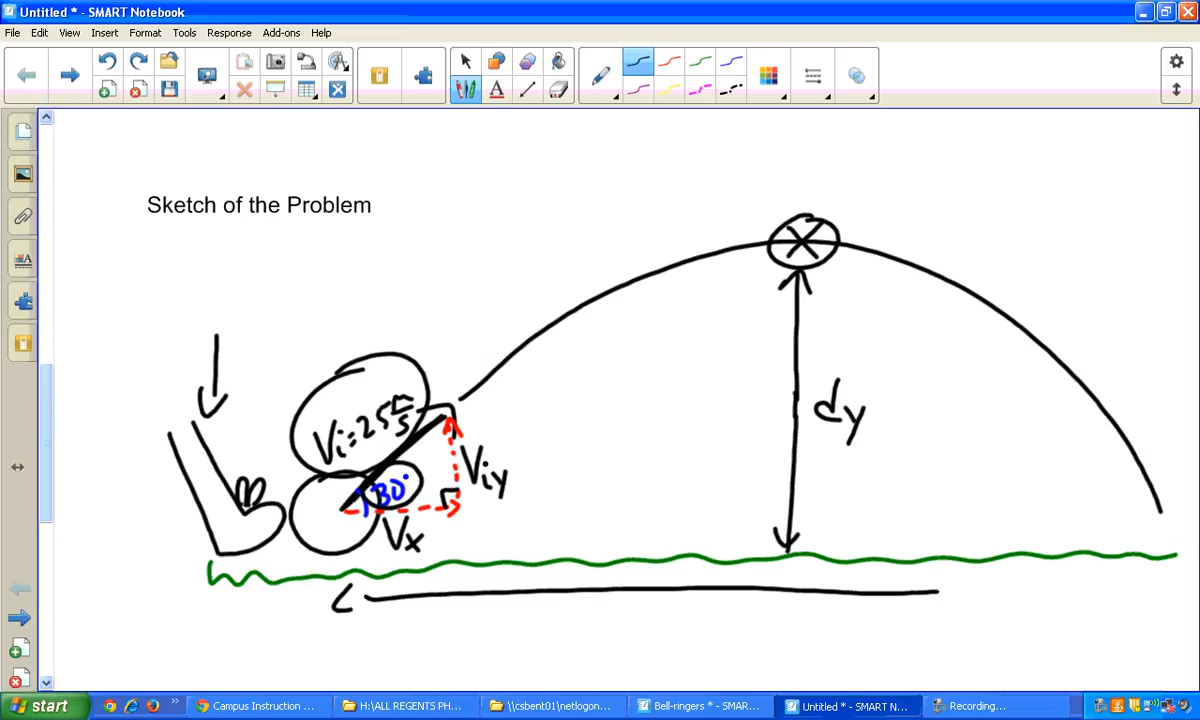 Untitled * - SMART Notebook
File Edit View Insert Format Tools Response Add-ons Help
Sketch of the Problem
Vi=25 m/s
30°
Viy
Vx
dy
start
Campus Instruction ...
H:\ALL REGENTS PH...
\\csbent01\netlogon...
Bell-ringers * - SMAR...
Untitled * - SMART N...
Recording...